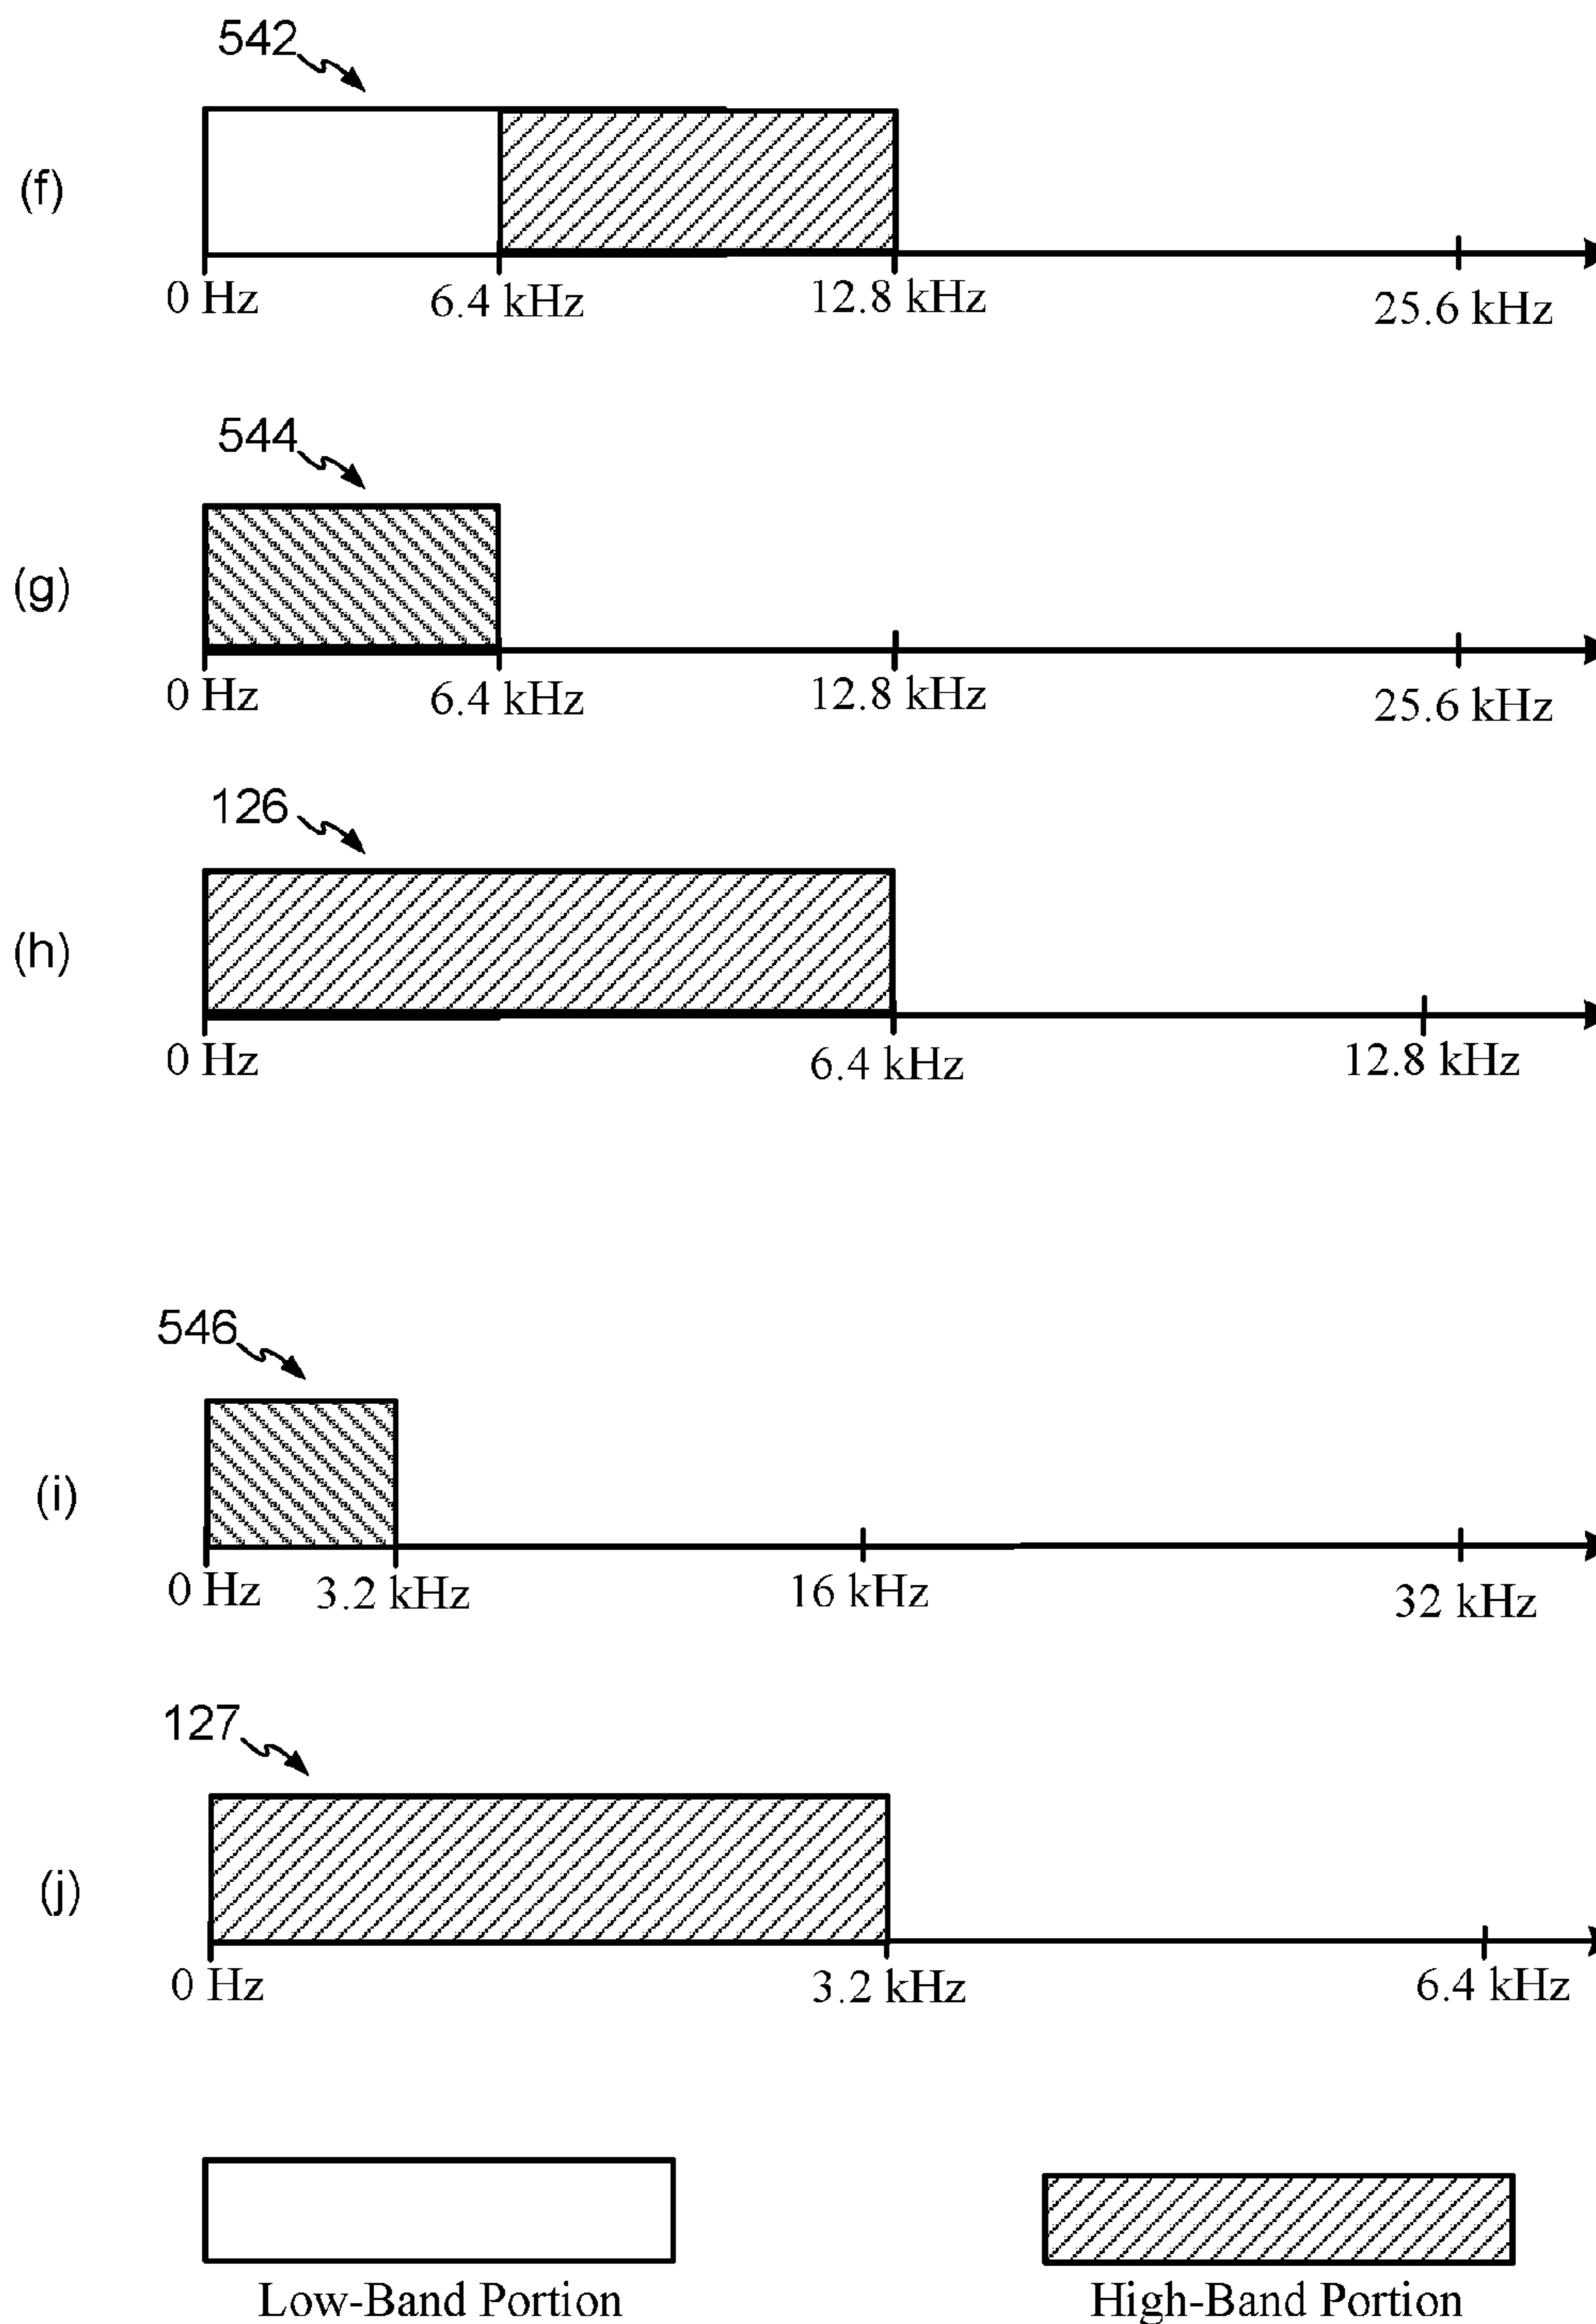 542
(f)
0 Hz 6.4 kHz 12.8 kHz 25.6 kHz
544
(g)
0 Hz 6.4 kHz 12.8 kHz 25.6 kHz
126
(h)
0 Hz 6.4 kHz 12.8 kHz
546
(i)
0 Hz 3.2 kHz 16 kHz 32 kHz
127
(j)
0 Hz 3.2 kHz 6.4 kHz
Low-Band Portion High-Band Portion